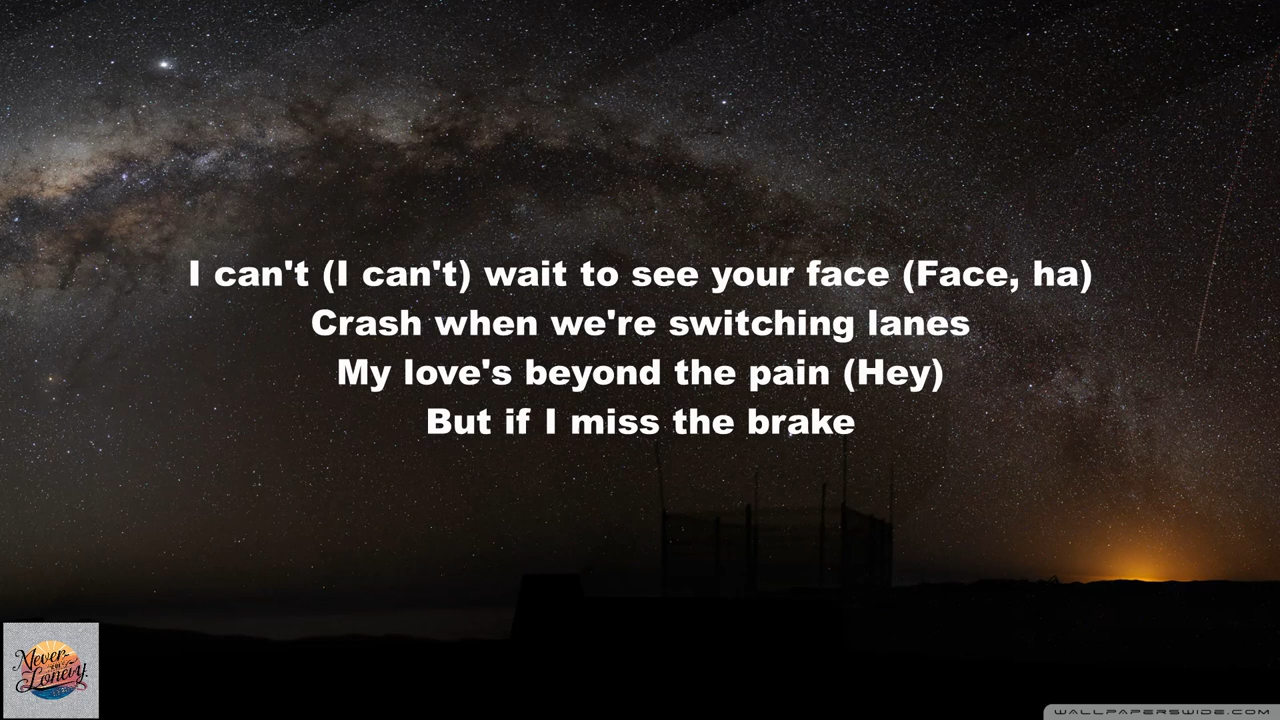 I can't (I can't) wait to see your face (Face, ha)
Crash when we're switching lanes
My love's beyond the pain (Hey)
But if I miss the brake
Never
Lonely
WALLPAPERSWIDE.COM